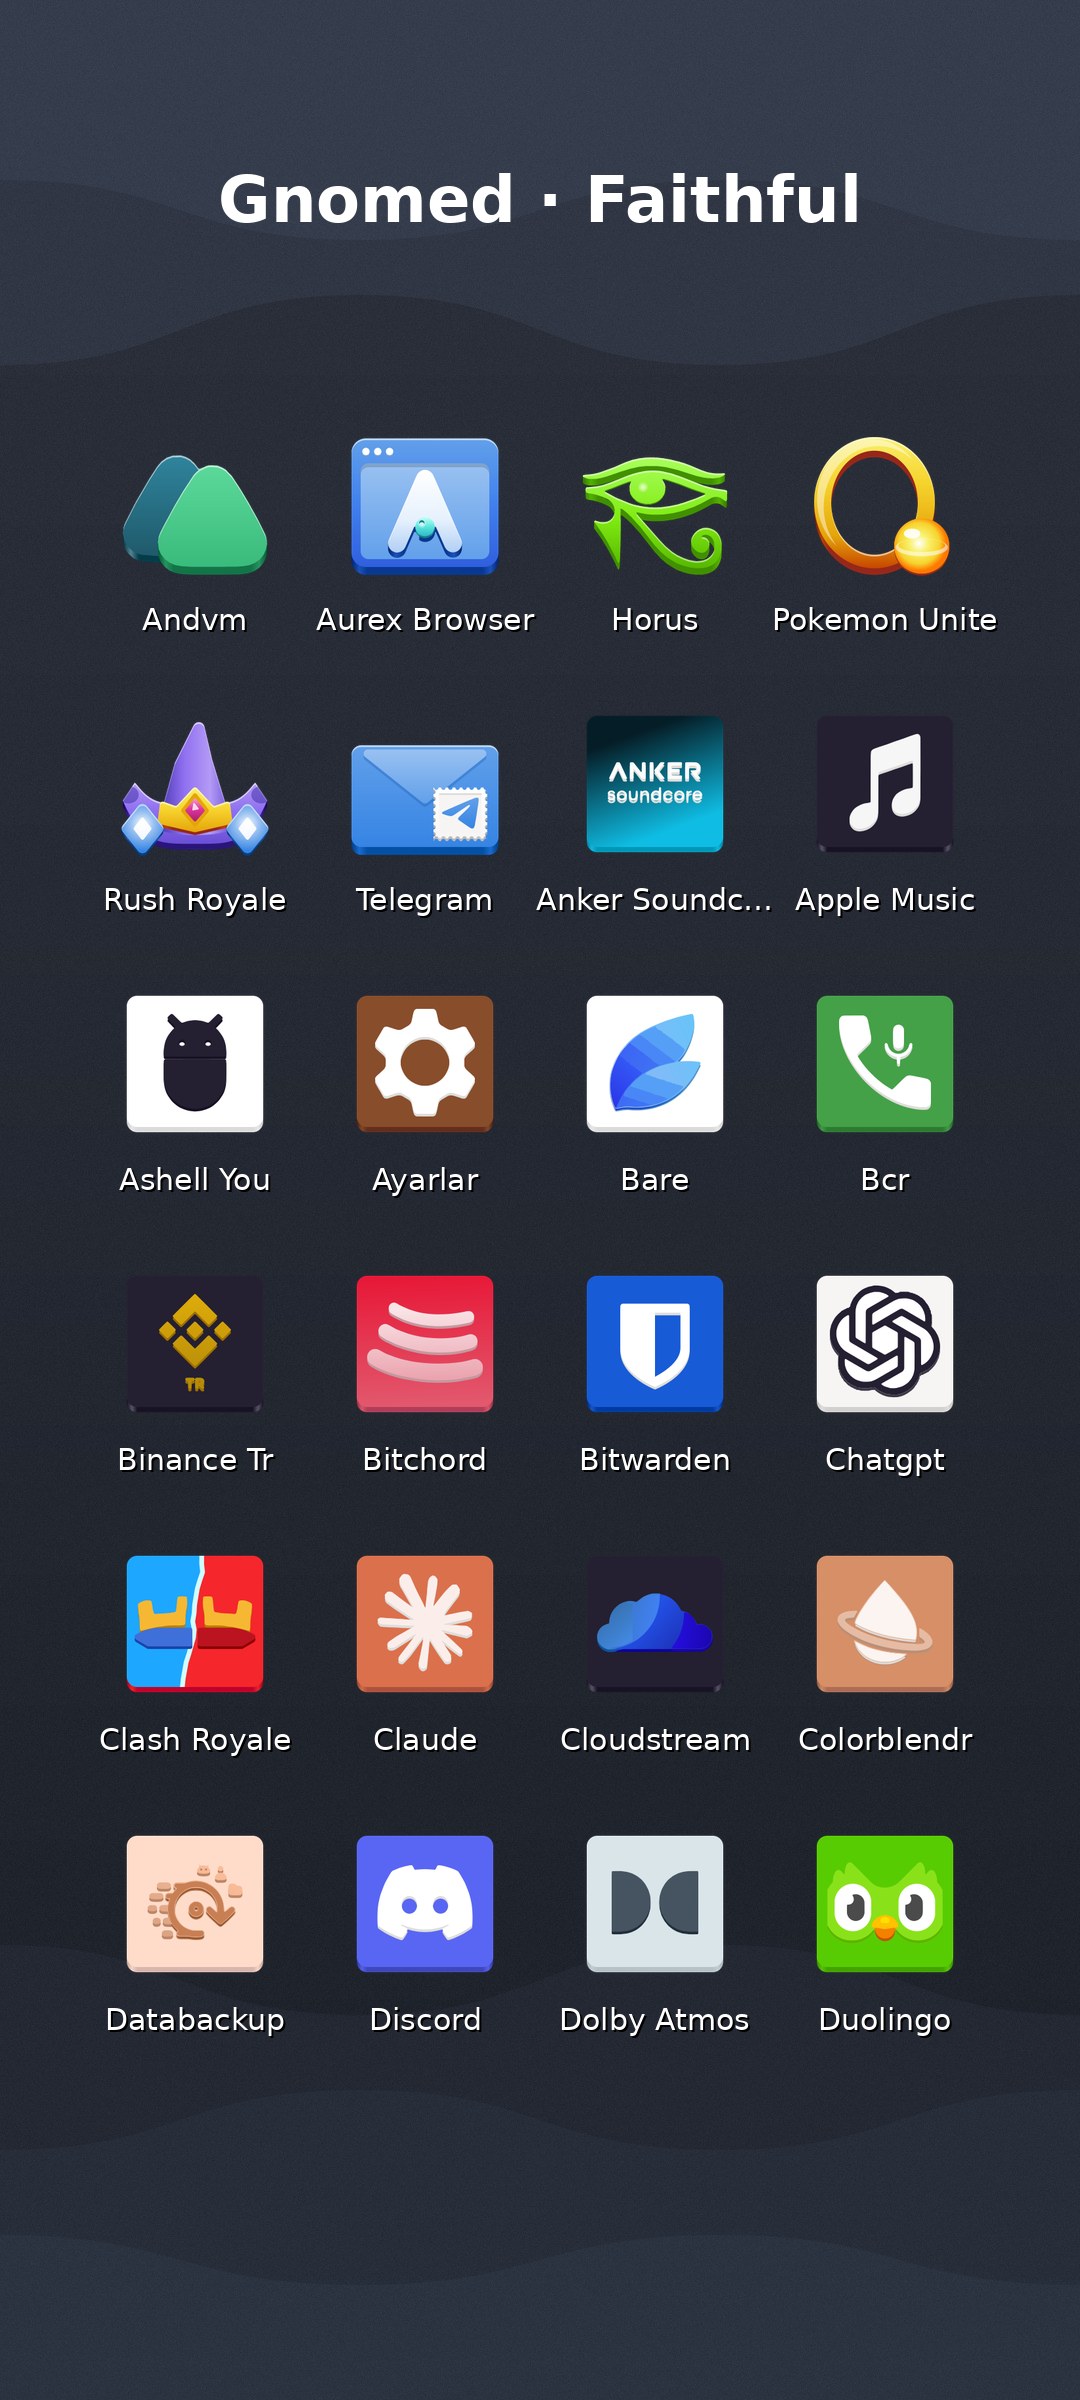 Gnomed · Faithful
Andvm
Aurex Browser
Horus
Pokemon Unite
ANKER
soundcore
Rush Royale
Telegram
Anker Soundc...
Apple Music
Ashell You
Ayarlar
Bare
Bcr
TR
Binance Tr
Bitchord
Bitwarden
Chatgpt
Clash Royale
Claude
Cloudstream
Colorblendr
Databackup
Discord
Dolby Atmos
Duolingo